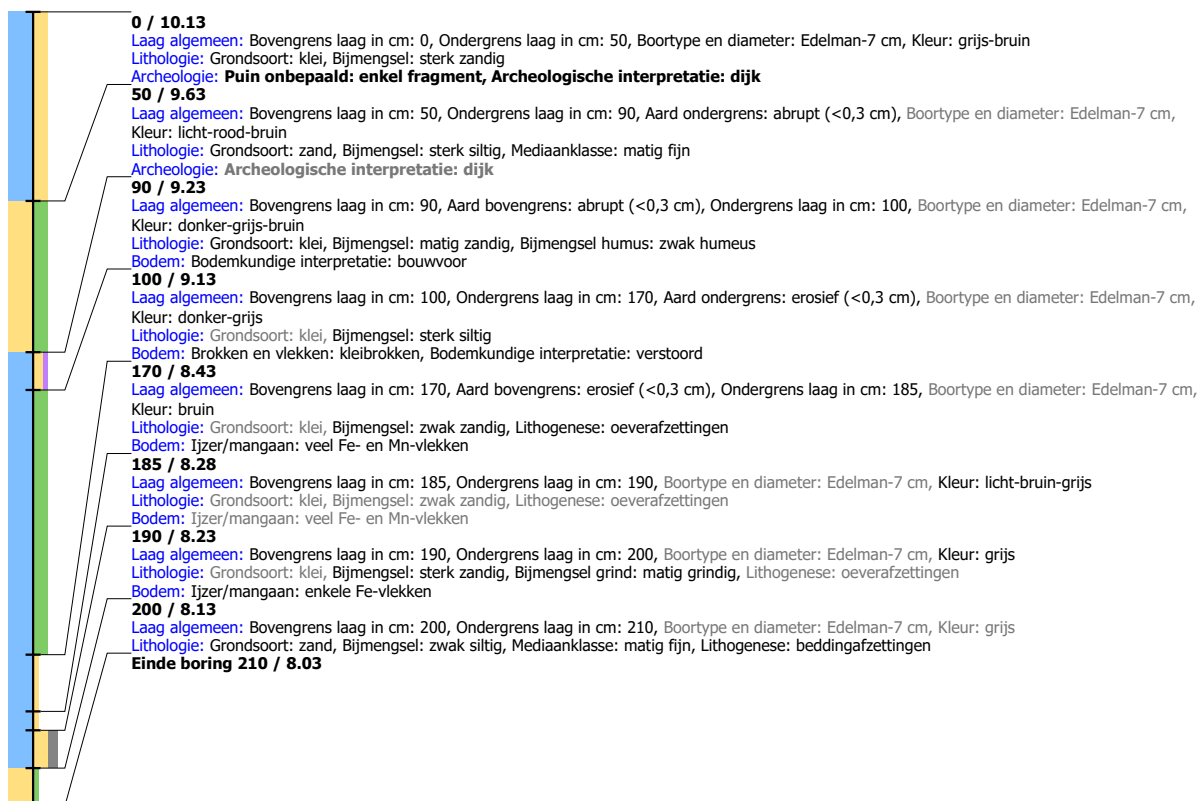 0 / 10.13
Laag algemeen: Bovengrens laag in cm: 0, Ondergrens laag in cm: 50, Boortype en diameter: Edelman-7 cm, Kleur: grijs-bruin
Lithologie: Grondsoort: klei, Bijmengsel: sterk zandig
Archeologie: Puin onbepaald: enkel fragment, Archeologische interpretatie: dijk
50 / 9.63
Laag algemeen: Bovengrens laag in cm: 50, Ondergrens laag in cm: 90, Aard ondergrens: abrupt (<0,3 cm), Boortype en diameter: Edelman-7 cm,
Kleur: licht-rood-bruin
Lithologie: Grondsoort: zand, Bijmengsel: sterk siltig, Mediaanklasse: matig fijn
Archeologie: Archeologische interpretatie: dijk
90 / 9.23
Laag algemeen: Bovengrens laag in cm: 90, Aard bovengrens: abrupt (<0,3 cm), Ondergrens laag in cm: 100, Boortype en diameter: Edelman-7 cm,
Kleur: donker-grijs-bruin
Lithologie: Grondsoort: klei, Bijmengsel: matig zandig, Bijmengsel humus: zwak humeus
Bodem: Bodemkundige interpretatie: bouwvoor
100 / 9.13
Laag algemeen: Bovengrens laag in cm: 100, Ondergrens laag in cm: 170, Aard ondergrens: erosief (<0,3 cm), Boortype en diameter: Edelman-7 cm,
Kleur: donker-grijs
Lithologie: Grondsoort: klei, Bijmengsel: sterk siltig
Bodem: Brokken en vlekken: kleibrokken, Bodemkundige interpretatie: verstoord
170 / 8.43
Laag algemeen: Bovengrens laag in cm: 170, Aard bovengrens: erosief (<0,3 cm), Ondergrens laag in cm: 185, Boortype en diameter: Edelman-7 cm,
Kleur: bruin
Lithologie: Grondsoort: klei, Bijmengsel: zwak zandig, Lithogenese: oeverafzettingen
Bodem: Ijzer/mangaan: veel Fe- en Mn-vlekken
185 / 8.28
Laag algemeen: Bovengrens laag in cm: 185, Ondergrens laag in cm: 190, Boortype en diameter: Edelman-7 cm, Kleur: licht-bruin-grijs
Lithologie: Grondsoort: klei, Bijmengsel: zwak zandig, Lithogenese: oeverafzettingen
Bodem: Ijzer/mangaan: veel Fe- en Mn-vlekken
190 / 8.23
Laag algemeen: Bovengrens laag in cm: 190, Ondergrens laag in cm: 200, Boortype en diameter: Edelman-7 cm, Kleur: grijs
Lithologie: Grondsoort: klei, Bijmengsel: sterk zandig, Bijmengsel grind: matig grindig, Lithogenese: oeverafzettingen
Bodem: Ijzer/mangaan: enkele Fe-vlekken
200 / 8.13
Laag algemeen: Bovengrens laag in cm: 200, Ondergrens laag in cm: 210, Boortype en diameter: Edelman-7 cm, Kleur: grijs
Lithologie: Grondsoort: zand, Bijmengsel: zwak siltig, Mediaanklasse: matig fijn, Lithogenese: beddingafzettingen
Einde boring 210 / 8.03